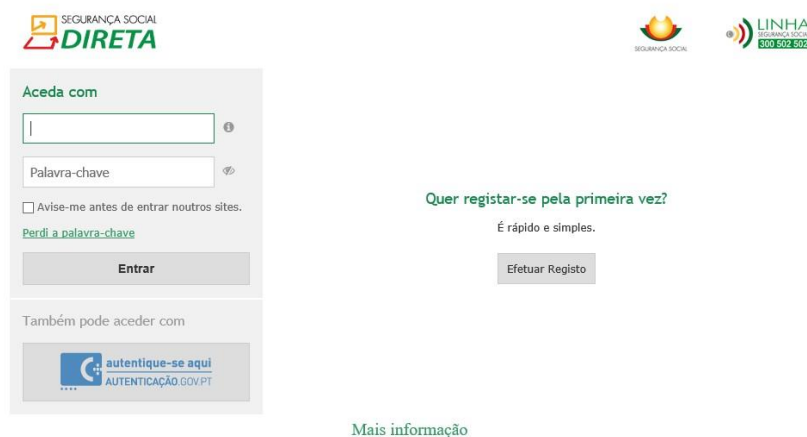 SEGURANÇA SOCIAL
DIRETA
SEGURANÇA SOCIAL
LINHA
SEGURANÇA SOCIAL
300 502 502
Aceda com
Palavra-chave
Avise-me antes de entrar noutros sites.
Perdi a palavra-chave
Entrar
Também pode aceder com
autentique-se aqui
AUTENTICAÇÃO.GOV.PT
Quer registar-se pela primeira vez?
É rápido e simples.
Efetuar Registo
Mais informação